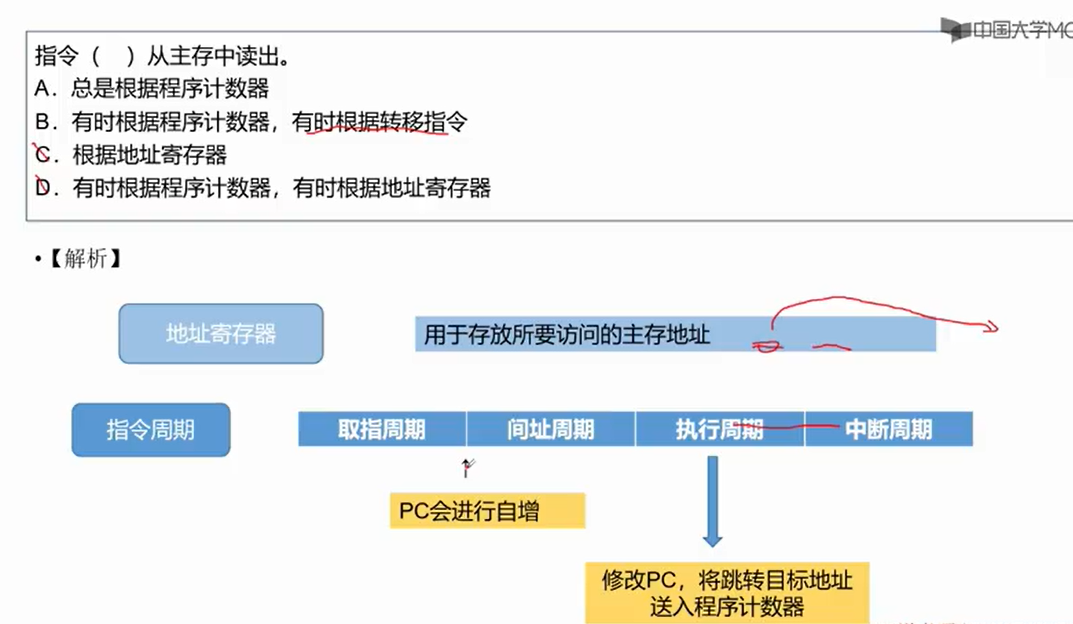 中国大学MO
指令（　）从主存中读出。
A．总是根据程序计数器
B．有时根据程序计数器，有时根据转移指令
C．根据地址寄存器
D．有时根据程序计数器，有时根据地址寄存器
•【解析】
地址寄存器
用于存放所要访问的主存地址
指令周期
取指周期 间址周期 执行周期 中断周期
PC会进行自增
修改PC，将跳转目标地址
送入程序计数器